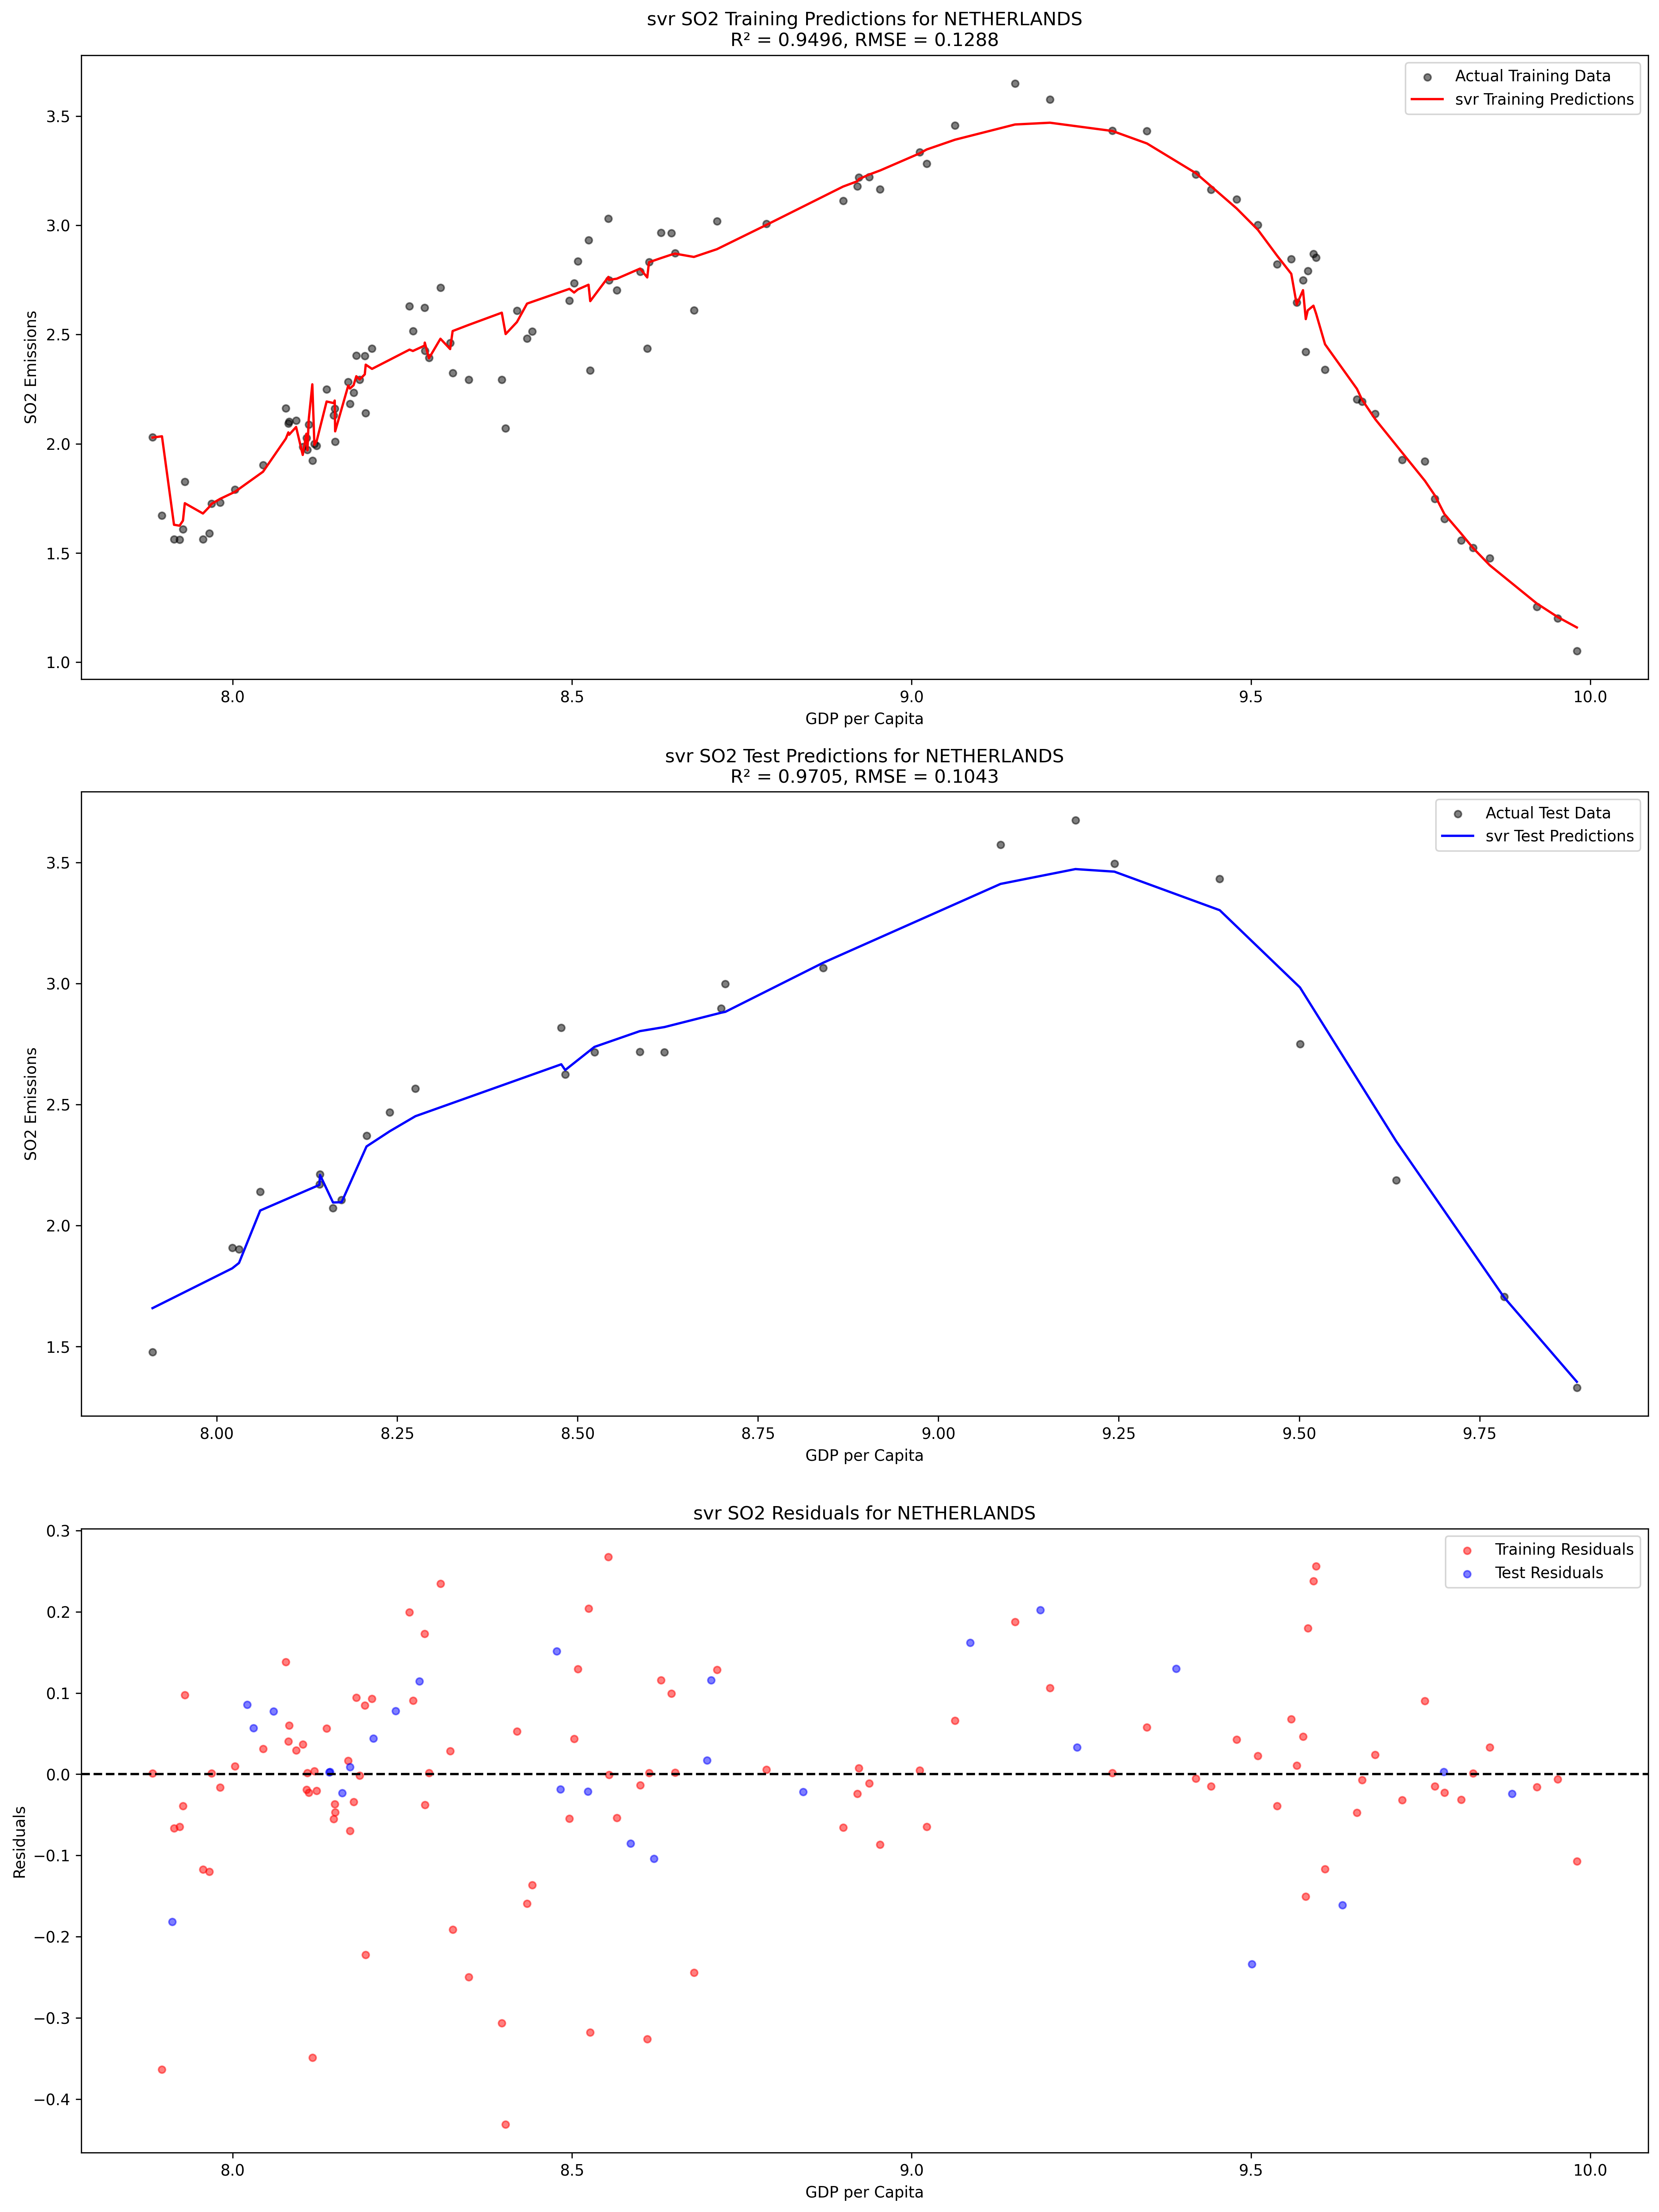 svr SO2 Training Predictions for NETHERLANDS
R² = 0.9496, RMSE = 0.1288
Actual Training Data
svr Training Predictions
SO2 Emissions
3.5
3.0
2.5
2.0
1.5
1.0
8.0 8.5 9.0 9.5 10.0
GDP per Capita
svr SO2 Test Predictions for NETHERLANDS
R² = 0.9705, RMSE = 0.1043
Actual Test Data
svr Test Predictions
SO2 Emissions
3.5
3.0
2.5
2.0
1.5
8.00 8.25 8.50 8.75 9.00 9.25 9.50 9.75
GDP per Capita
svr SO2 Residuals for NETHERLANDS
Training Residuals
Test Residuals
Residuals
0.3
0.2
0.1
0.0
−0.1
−0.2
−0.3
−0.4
8.0 8.5 9.0 9.5 10.0
GDP per Capita